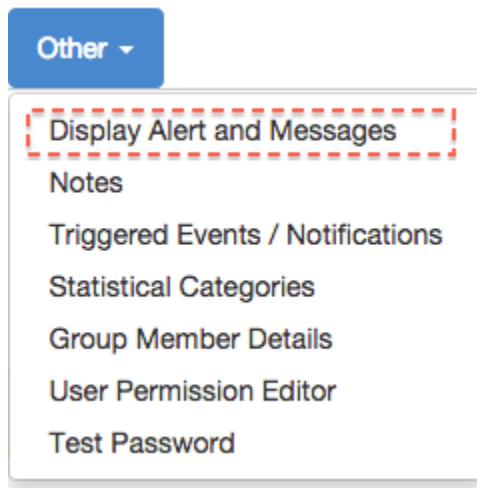 Other
Display Alert and Messages
Notes
Triggered Events / Notifications
Statistical Categories
Group Member Details
User Permission Editor
Test Password